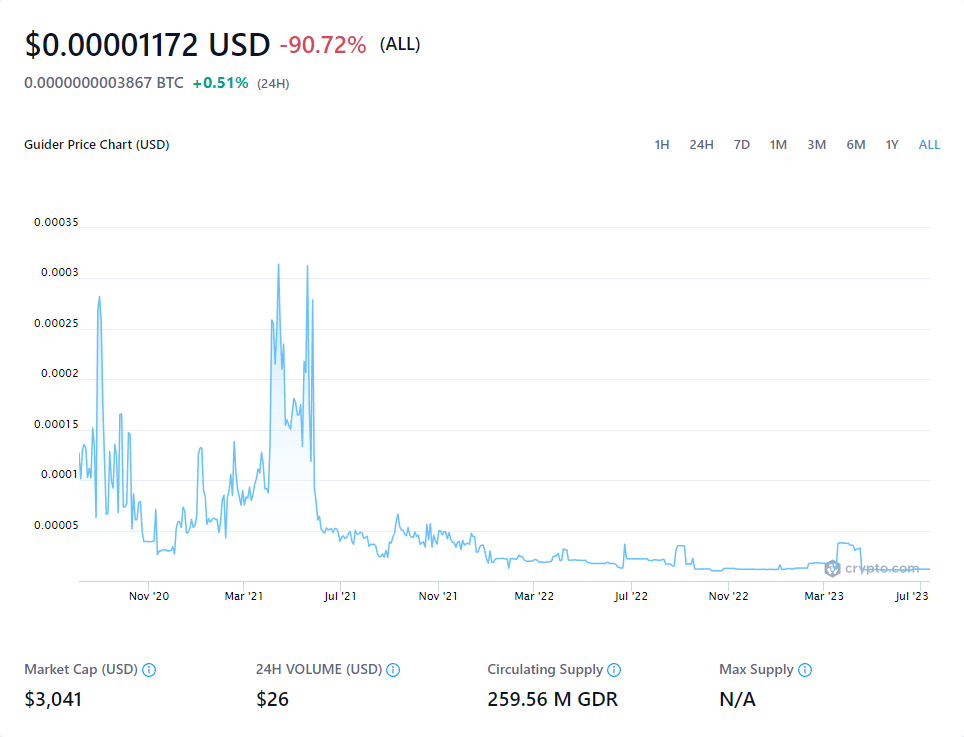 $0.00001172 USD -90.72% (ALL)
0.0000000003867 BTC +0.51% (24H)
Guider Price Chart (USD) 1H 24H 7D 1M 3M 6M 1Y ALL
0.00035
0.0003
0.00025
0.0002
0.00015
0.0001
0.00005
crypto.com
Nov '20 Mar '21 Jul '21 Nov '21 Mar '22 Jul '22 Nov '22 Mar '23 Jul '23
Market Cap (USD) 24H VOLUME (USD) Circulating Supply Max Supply
$3,041 $26 259.56 M GDR N/A